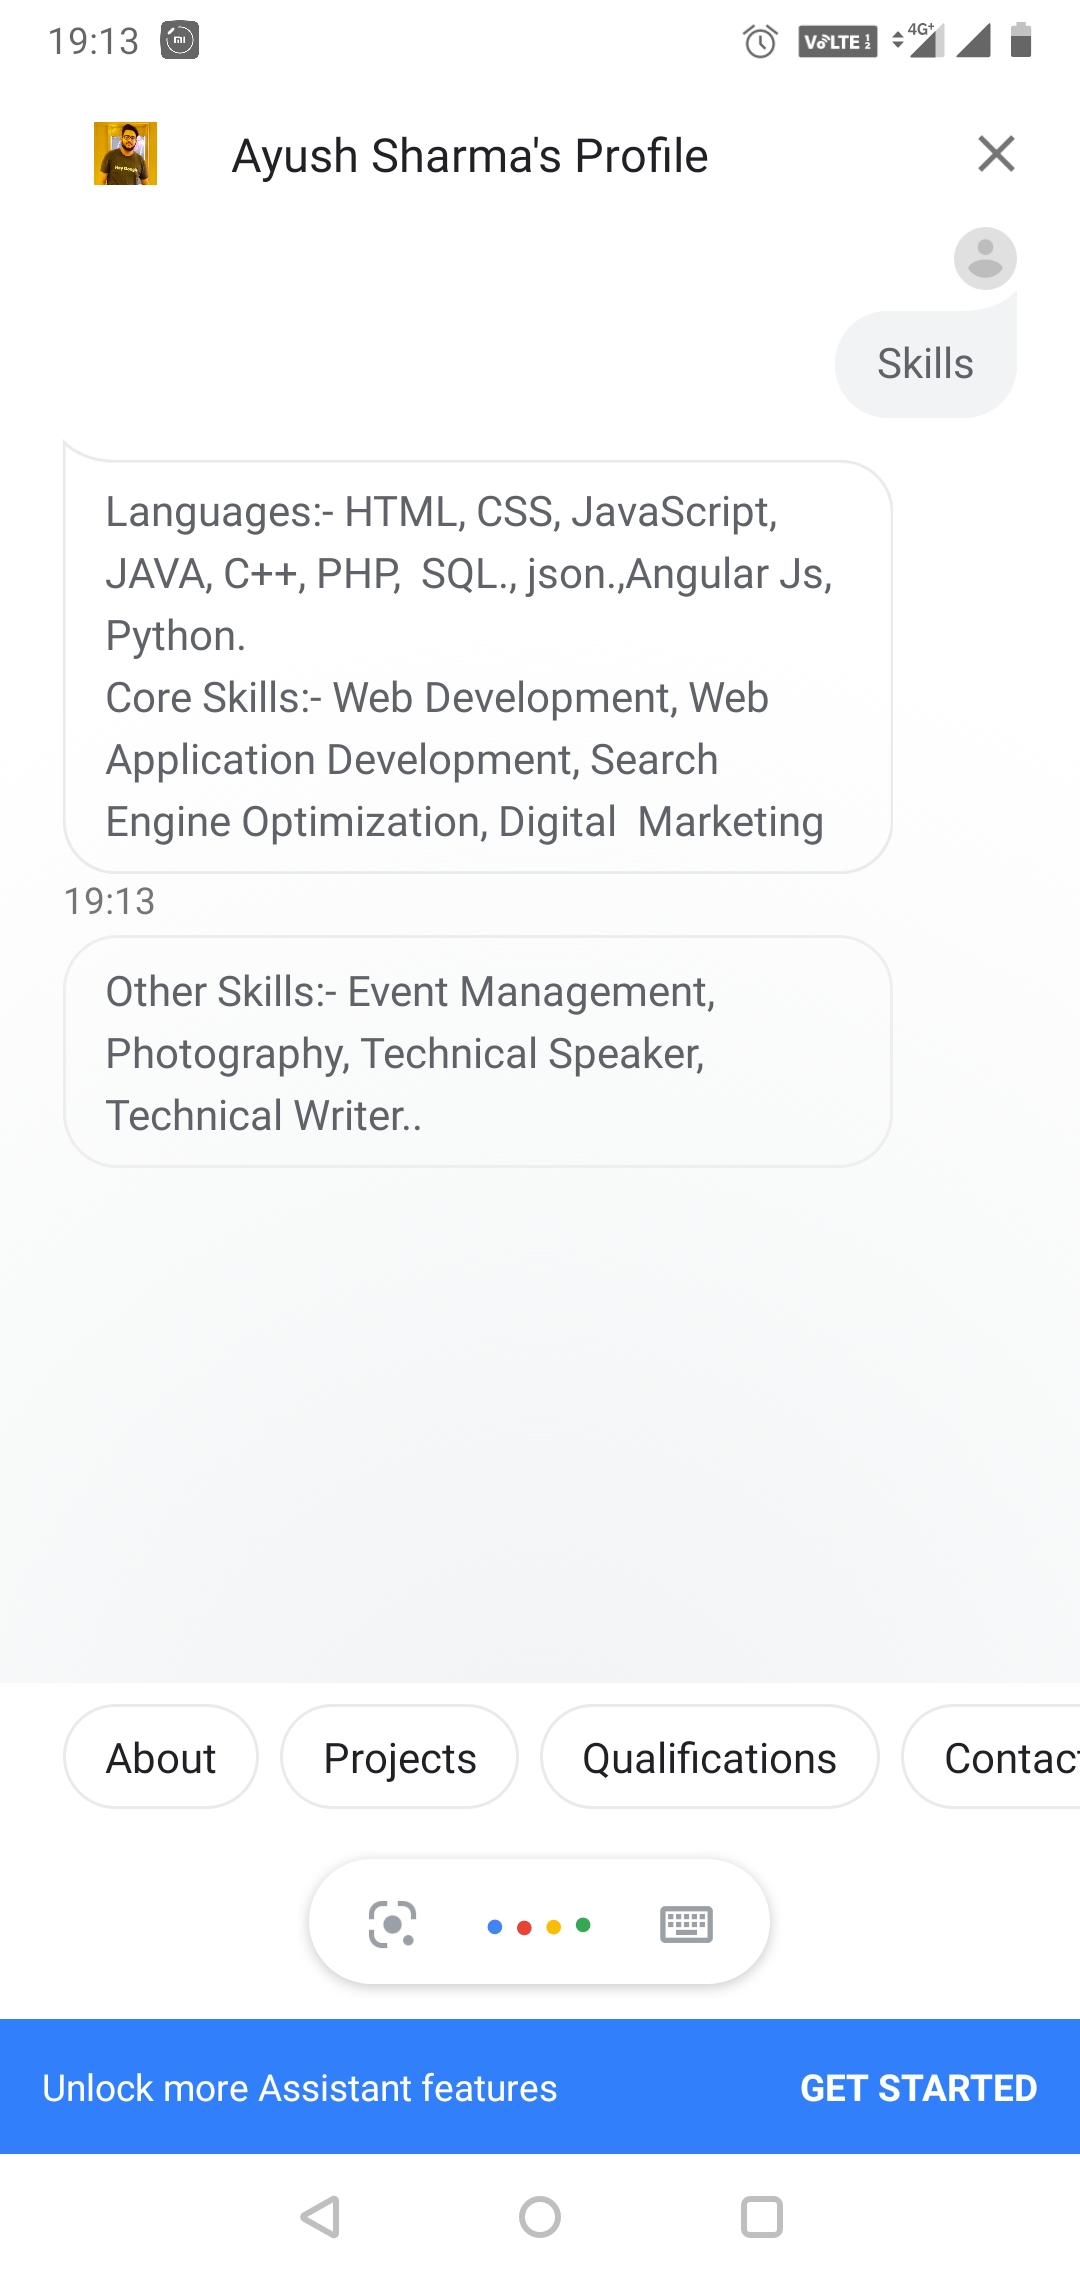 19:13
VoLTE 1 2
4G+
Ayush Sharma's Profile
Skills
Languages:- HTML, CSS, JavaScript,
JAVA, C++, PHP,  SQL., json.,Angular Js,
Python.
Core Skills:- Web Development, Web
Application Development, Search
Engine Optimization, Digital  Marketing
19:13
Other Skills:- Event Management,
Photography, Technical Speaker,
Technical Writer..
About
Projects
Qualifications
Contac
Unlock more Assistant features
GET STARTED